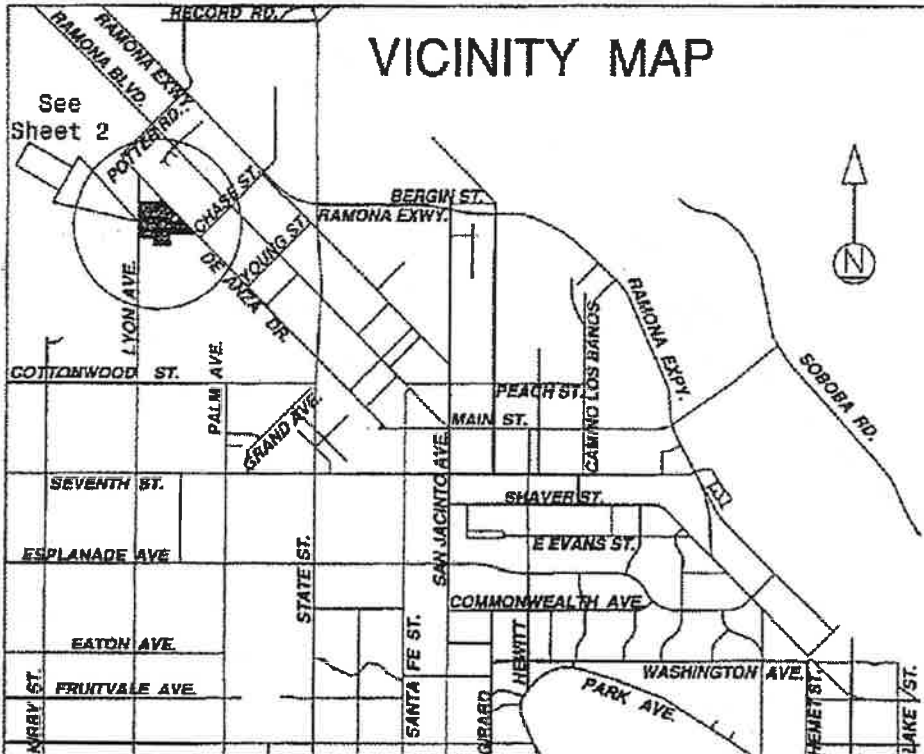 RECORD RD.
VICINITY MAP
RAMONA EXWY
RAMONA BLVD.
See
Sheet 2
POTTER RD.
CHASE ST.
YOUNG ST.
BERGIN ST.
RAMONA EXWY.
N
LYON AVE.
DE ANZA DR.
RAMONA EXPY.
SOBOBA RD.
CAMINO LOS BANOS
COTTONWOOD ST.
PALM AVE.
GRAND AVE.
PEACH ST.
MAIN ST.
SAN JACINTO AVE.
SEVENTH ST.
SHAVER ST.
E EVANS ST.
ESPLANADE AVE
STATE ST.
COMMONWEALTH AVE.
EATON AVE.
SANTA FE ST.
HEWITT
WASHINGTON AVE.
FRUITVALE AVE.
PARK AVE.
KIRBY ST.
GIRARD
HEMET ST.
LAKE ST.